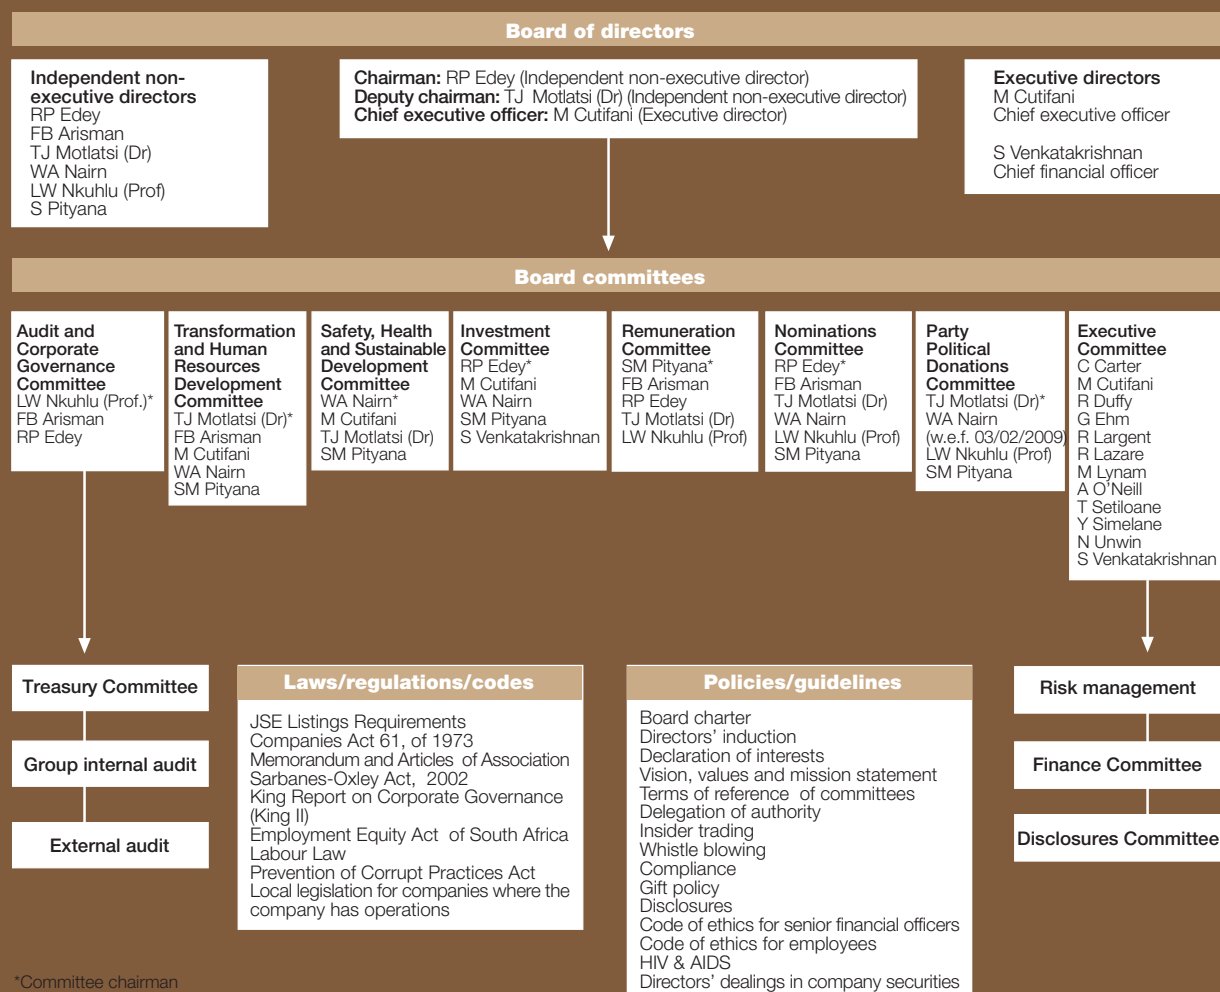 Board of directors
Independent non-
executive directors
RP Edey
FB Arisman
TJ Motlatsi (Dr)
WA Nairn
LW Nkuhlu (Prof)
S Pityana
Chairman: RP Edey (Independent non-executive director)
Deputy chairman: TJ Motlatsi (Dr) (Independent non-executive director)
Chief executive officer: M Cutifani (Executive director)
Executive directors
M Cutifani
Chief executive officer
S Venkatakrishnan
Chief financial officer
Board committees
Audit and
Corporate
Governance
Committee
LW Nkuhlu (Prof.)*
FB Arisman
RP Edey
Transformation
and Human
Resources
Development
Committee
TJ Motlatsi (Dr)*
FB Arisman
M Cutifani
WA Nairn
SM Pityana
Safety, Health
and Sustainable
Development
Committee
WA Nairn*
M Cutifani
TJ Motlatsi (Dr)
SM Pityana
Investment
Committee
RP Edey*
M Cutifani
WA Nairn
SM Pityana
S Venkatakrishnan
Remuneration
Committee
SM Pityana*
FB Arisman
RP Edey
TJ Motlatsi (Dr)
LW Nkuhlu (Prof)
Nominations
Committee
RP Edey*
FB Arisman
TJ Motlatsi (Dr)
WA Nairn
LW Nkuhlu (Prof)
SM Pityana
Party
Political
Donations
Committee
TJ Motlatsi (Dr)*
WA Nairn
(w.e.f. 03/02/2009)
LW Nkuhlu (Prof)
SM Pityana
Executive
Committee
C Carter
M Cutifani
R Duffy
G Ehm
R Largent
R Lazare
M Lynam
A O'Neill
T Setiloane
Y Simelane
N Unwin
S Venkatakrishnan
Treasury Committee
Group internal audit
External audit
Laws/regulations/codes
JSE Listings Requirements
Companies Act 61, of 1973
Memorandum and Articles of Association
Sarbanes-Oxley Act, 2002
King Report on Corporate Governance
(King II)
Employment Equity Act of South Africa
Labour Law
Prevention of Corrupt Practices Act
Local legislation for companies where the
company has operations
Policies/guidelines
Board charter
Directors' induction
Declaration of interests
Vision, values and mission statement
Terms of reference of committees
Delegation of authority
Insider trading
Whistle blowing
Compliance
Gift policy
Disclosures
Code of ethics for senior financial officers
Code of ethics for employees
HIV & AIDS
Directors' dealings in company securities
Risk management
Finance Committee
Disclosures Committee
*Committee chairman